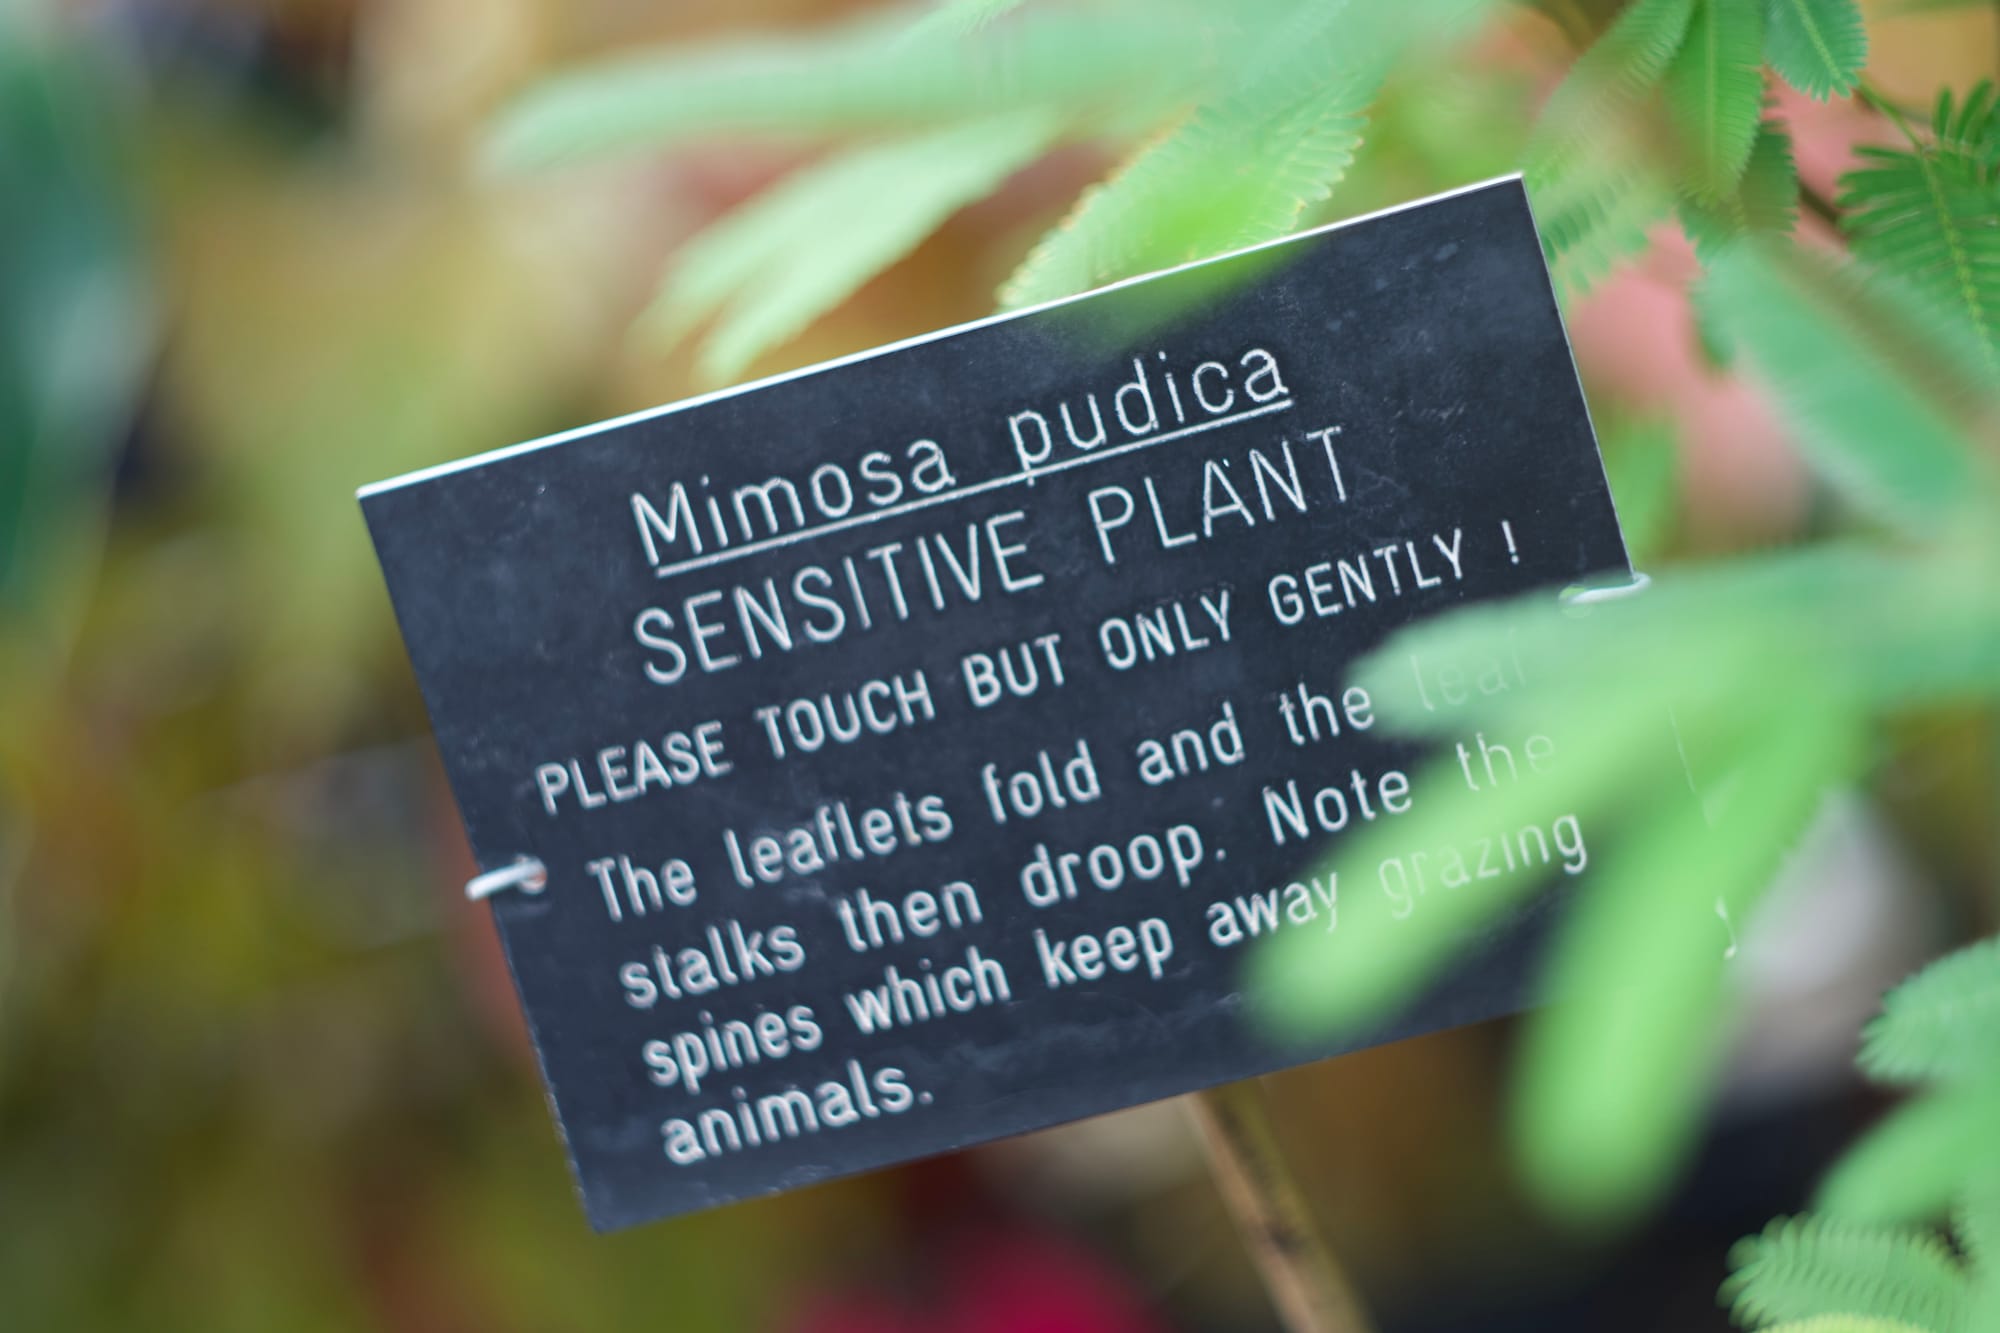 Mimosa pudica
SENSITIVE PLANT
PLEASE TOUCH BUT ONLY GENTLY !
The leaflets fold and the leaf
stalks then droop. Note the
spines which keep away grazing
animals.